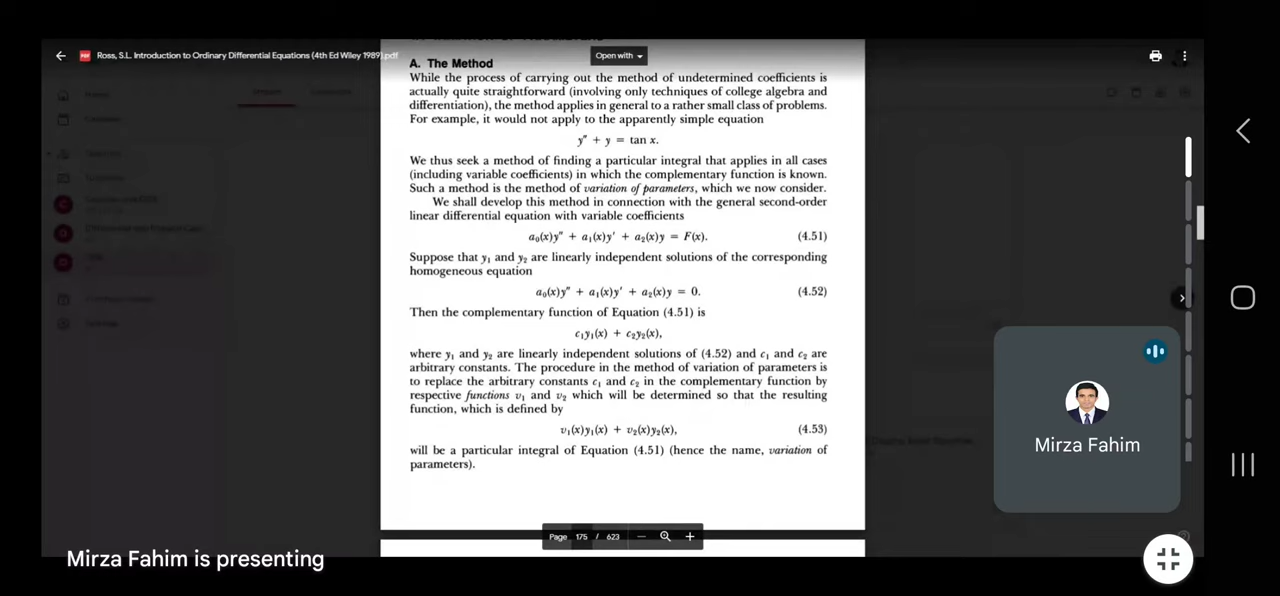 Ross, S.L. Introduction to Ordinary Differential Equations (4th Ed Wiley 1989).pdf
Open with
A. The Method
While the process of carrying out the method of undetermined coefficients is
actually quite straightforward (involving only techniques of college algebra and
differentiation), the method applies in general to a rather small class of problems.
For example, it would not apply to the apparently simple equation
y″ + y = tan x.
We thus seek a method of finding a particular integral that applies in all cases
(including variable coefficients) in which the complementary function is known.
Such a method is the method of variation of parameters, which we now consider.
We shall develop this method in connection with the general second-order
linear differential equation with variable coefficients
a₀(x)y″ + a₁(x)y′ + a₂(x)y = F(x). (4.51)
Suppose that y₁ and y₂ are linearly independent solutions of the corresponding
homogeneous equation
a₀(x)y″ + a₁(x)y′ + a₂(x)y = 0. (4.52)
Then the complementary function of Equation (4.51) is
c₁y₁(x) + c₂y₂(x),
where y₁ and y₂ are linearly independent solutions of (4.52) and c₁ and c₂ are
arbitrary constants. The procedure in the method of variation of parameters is
to replace the arbitrary constants c₁ and c₂ in the complementary function by
respective functions v₁ and v₂ which will be determined so that the resulting
function, which is defined by
v₁(x)y₁(x) + v₂(x)y₂(x), (4.53)
will be a particular integral of Equation (4.51) (hence the name, variation of
parameters).
Page 175 / 623
Mirza Fahim
Mirza Fahim is presenting